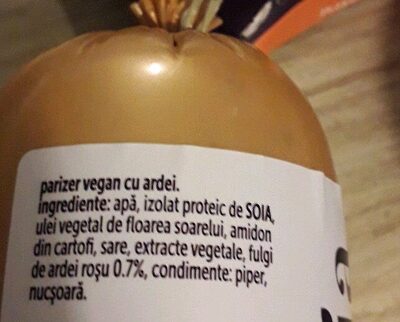 parizer vegan cu ardei.
Ingrediente: apă, izolat proteic de SOIA,
ulei vegetal de floarea soarelui, amidon
din cartofi, sare, extracte vegetale, fulgi
de ardei roșu 0.7%, condimente: piper,
nucșoară.